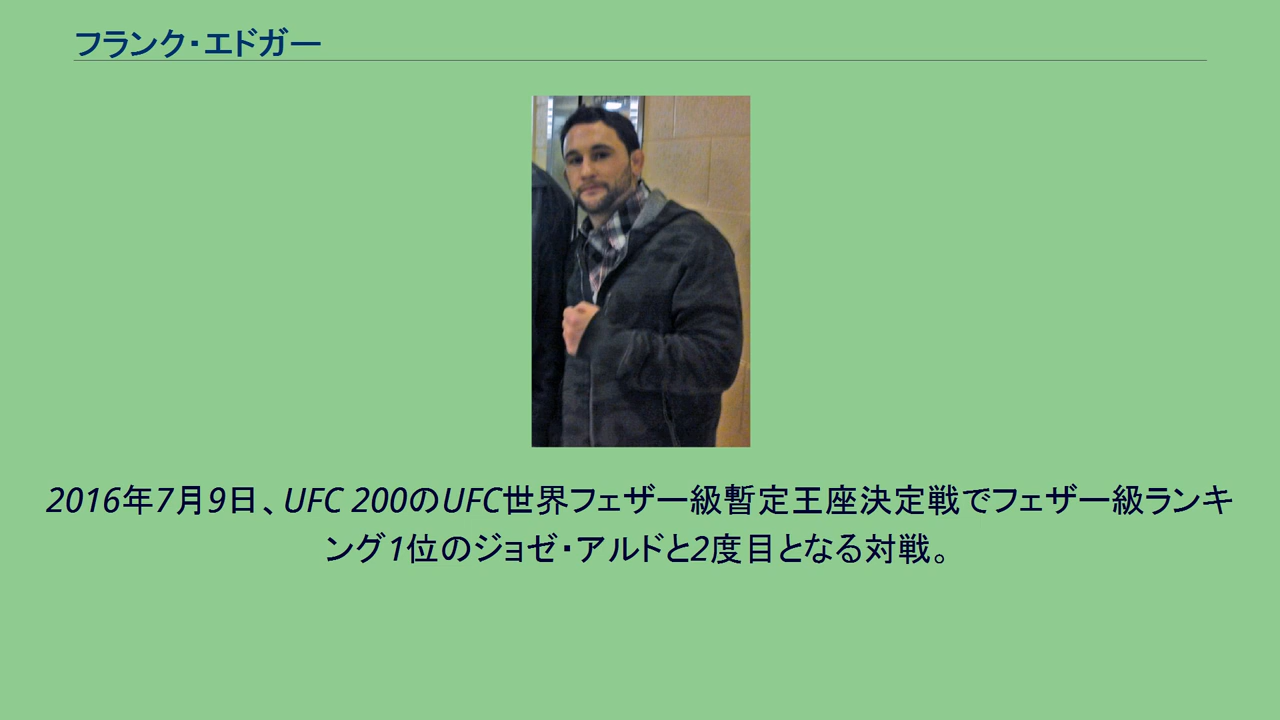 フランク・エドガー
2016年7月9日、UFC 200のUFC世界フェザー級暫定王座決定戦でフェザー級ランキ
ング1位のジョゼ・アルドと2度目となる対戦。